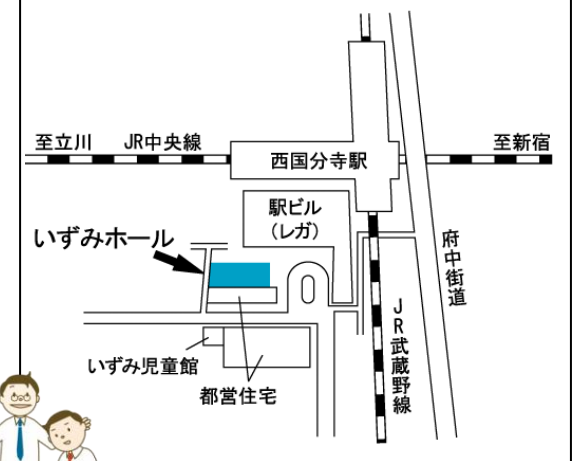 至立川
JR中央線
至新宿
西国分寺駅
駅ビル
(レガ)
いずみホール
府中街道
JR武蔵野線
いずみ児童館
都営住宅